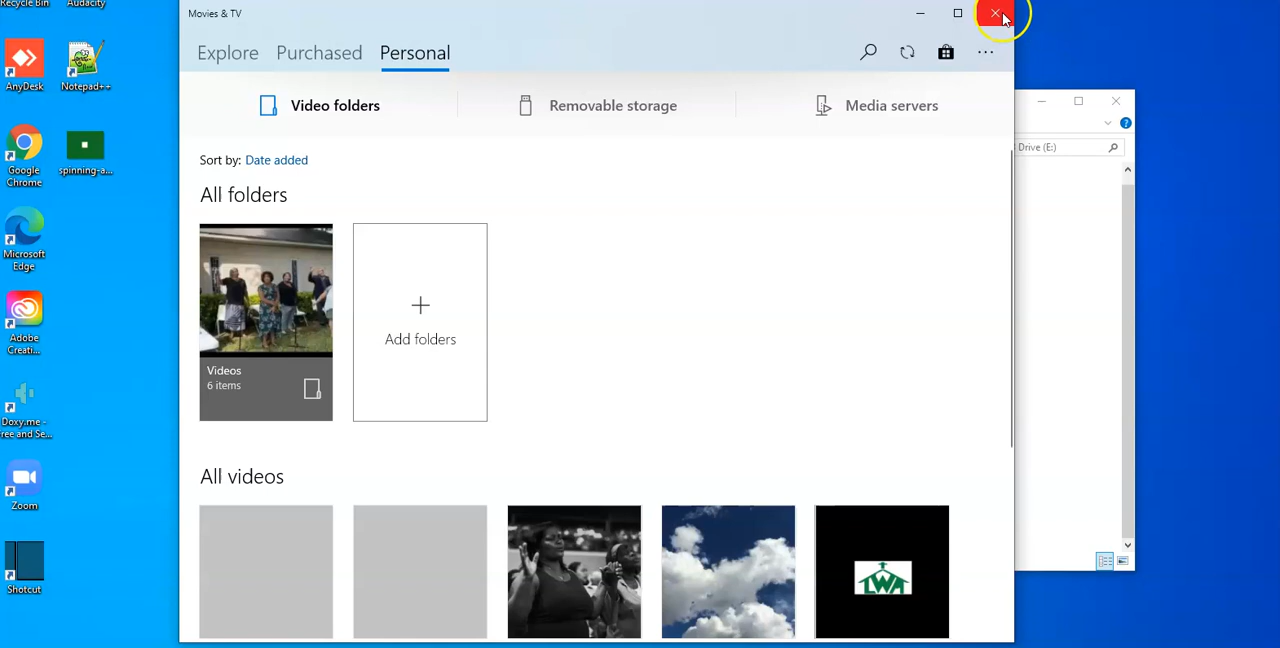 Recycle Bin
Audacity
AnyDesk
Notepad++
Google
Chrome
spinning-a...
Microsoft
Edge
Adobe
Creati...
Doxy.me -
ree and Se...
Zoom
Shotcut
Movies & TV
Explore
Purchased
Personal
Video folders
Removable storage
Media servers
Sort by: Date added
All folders
Videos
6 items
Add folders
All videos
LWA
Drive (E:)